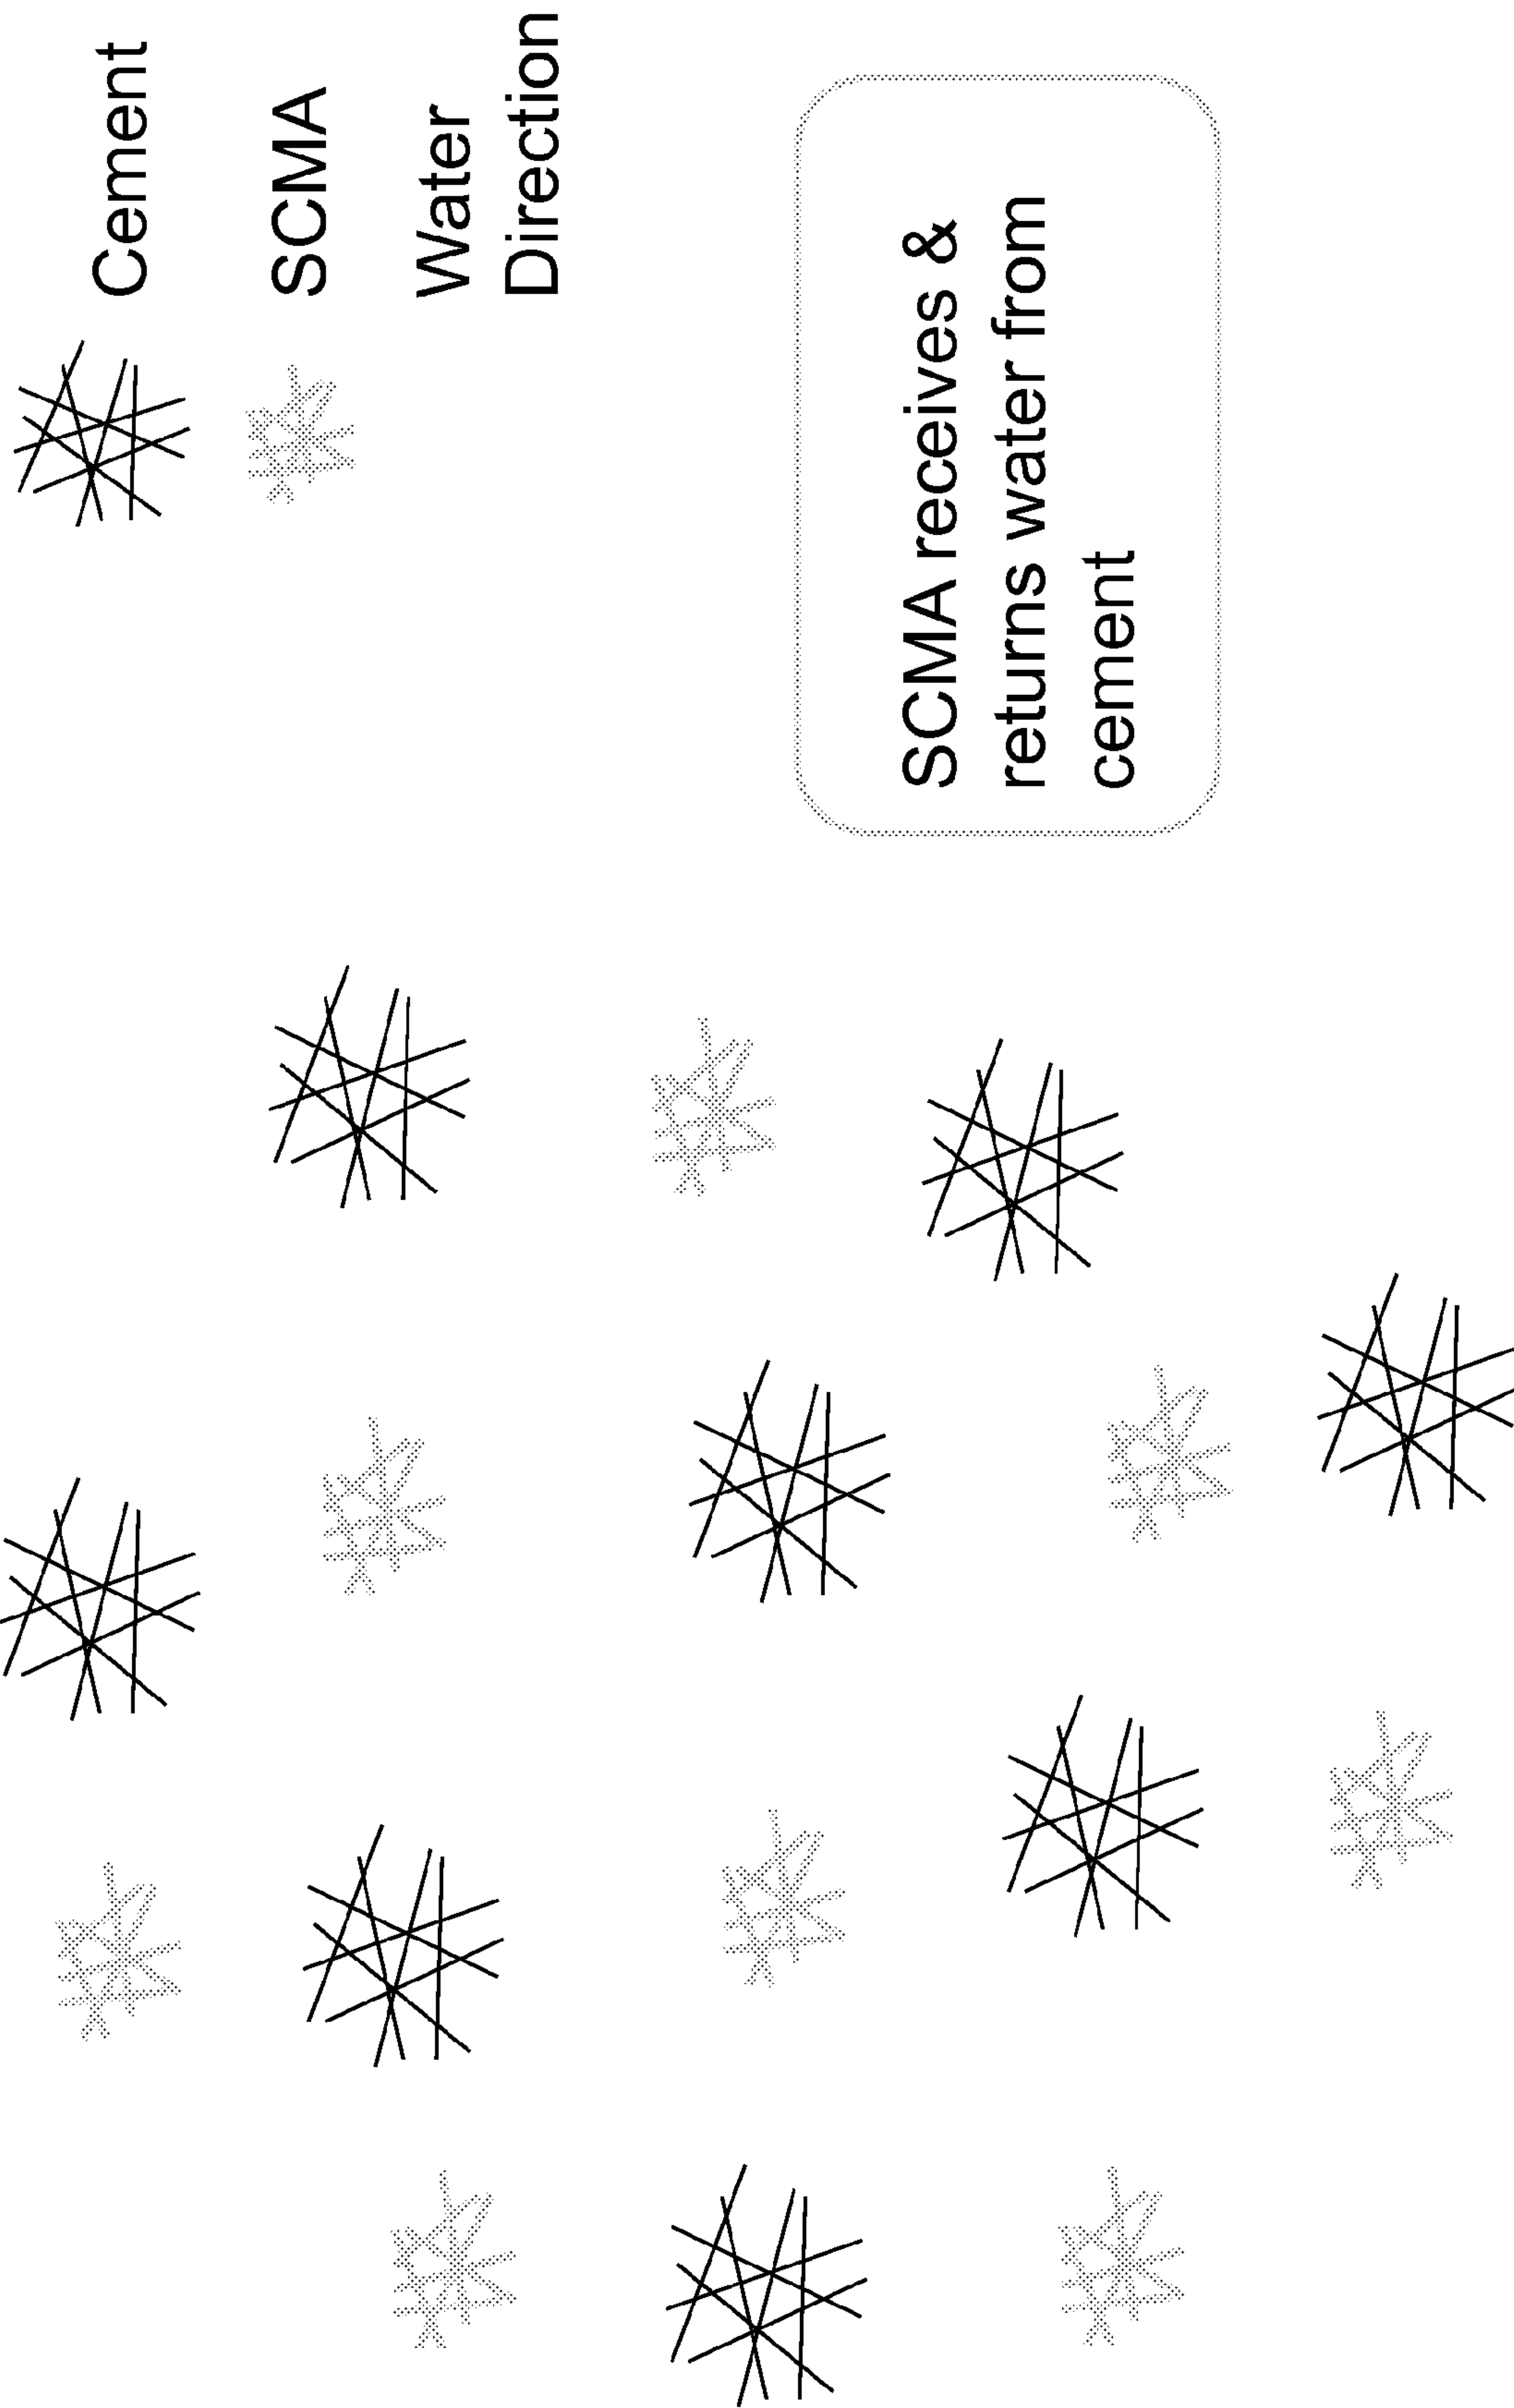 Cement
SCMA
Water
Direction
SCMA receives &
returns water from
cement